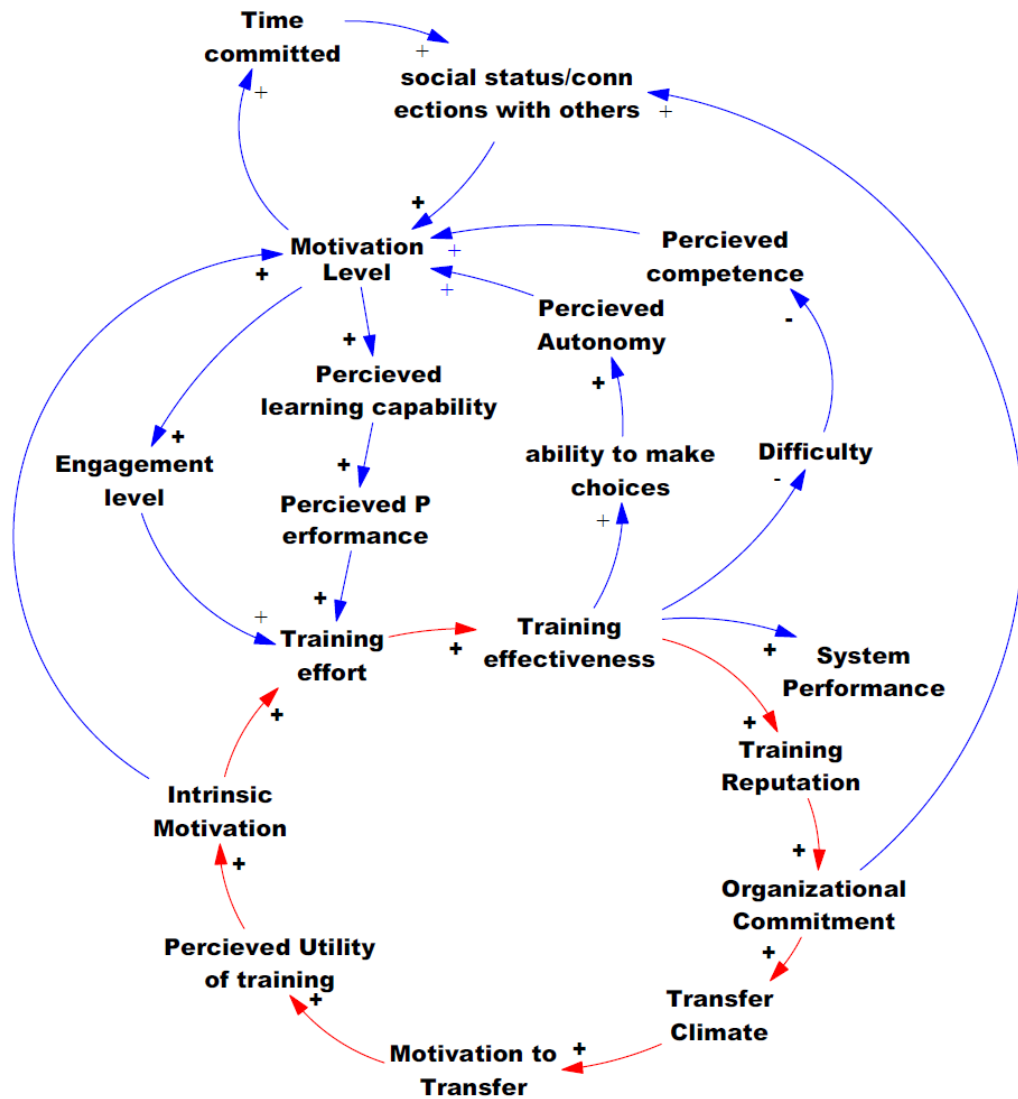 Time
committed
+
+
social status/conn
ections with others
+
+
Motivation
Level
+
+
+
Percieved
competence
-
Percieved
Autonomy
+
+
Percieved
learning capability
+
Engagement
level
+
Percieved P
erformance
ability to make
choices
+
Difficulty
-
+
+
Training
effort
+
Training
effectiveness
+
System
Performance
+
Training
Reputation
+
Intrinsic
Motivation
+
+
Organizational
Commitment
+
Percieved Utility
of training
+
Transfer
Climate
+
Motivation to
Transfer